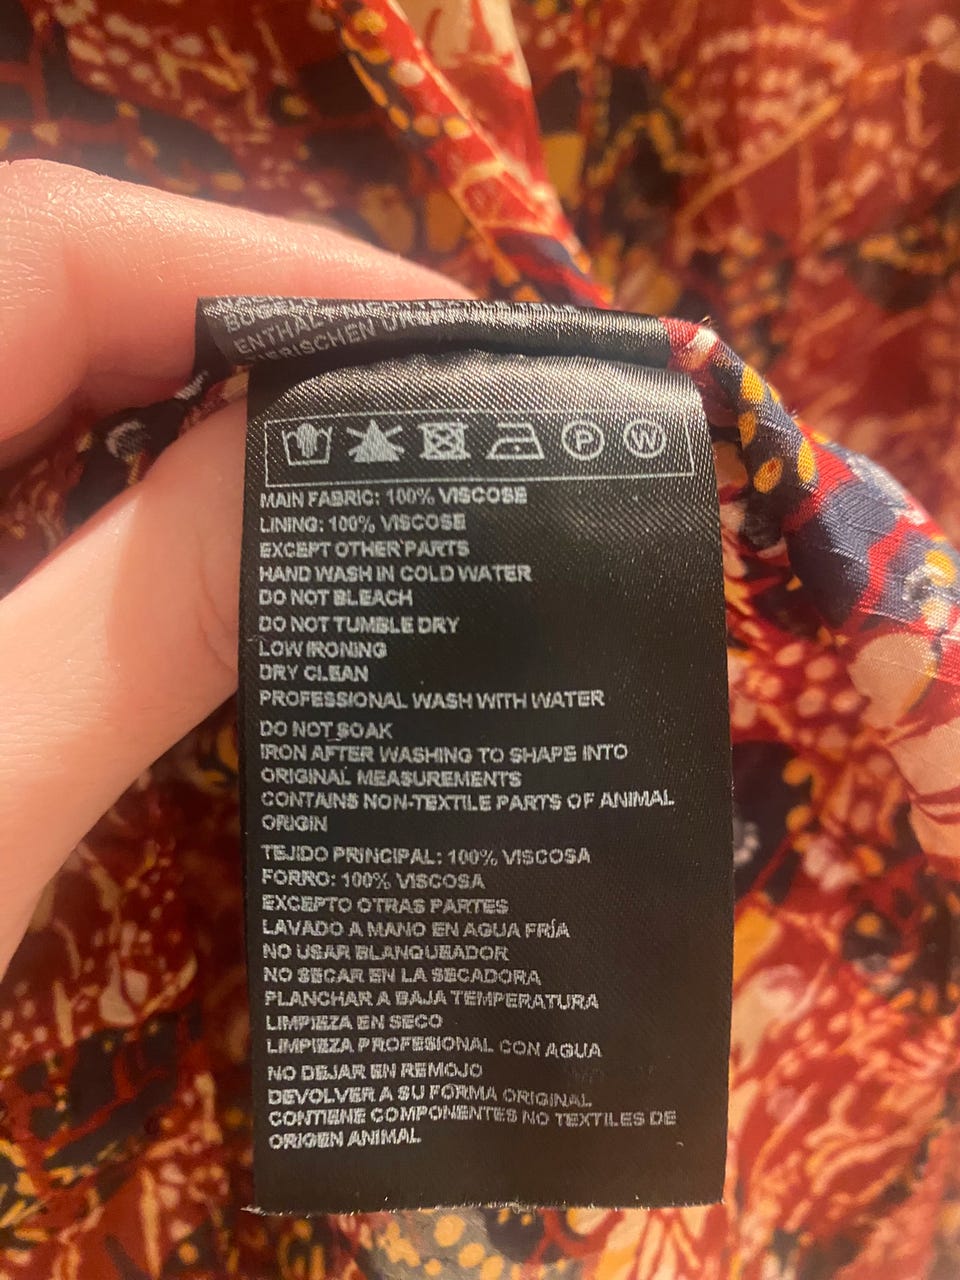 ENTHÄLT NICHTTEXTILE
TIERISCHEN URSPRUNGS
P W
MAIN FABRIC: 100% VISCOSE
LINING: 100% VISCOSE
EXCEPT OTHER PARTS
HAND WASH IN COLD WATER
DO NOT BLEACH
DO NOT TUMBLE DRY
LOW IRONING
DRY CLEAN
PROFESSIONAL WASH WITH WATER
DO NOT SOAK
IRON AFTER WASHING TO SHAPE INTO
ORIGINAL MEASUREMENTS
CONTAINS NON-TEXTILE PARTS OF ANIMAL
ORIGIN
TEJIDO PRINCIPAL: 100% VISCOSA
FORRO: 100% VISCOSA
EXCEPTO OTRAS PARTES
LAVADO A MANO EN AGUA FRÍA
NO USAR BLANQUEADOR
NO SECAR EN LA SECADORA
PLANCHAR A BAJA TEMPERATURA
LIMPIEZA EN SECO
LIMPIEZA PROFESIONAL CON AGUA
NO DEJAR EN REMOJO
DEVOLVER A SU FORMA ORIGINAL
CONTIENE COMPONENTES NO TEXTILES DE
ORIGEN ANIMAL